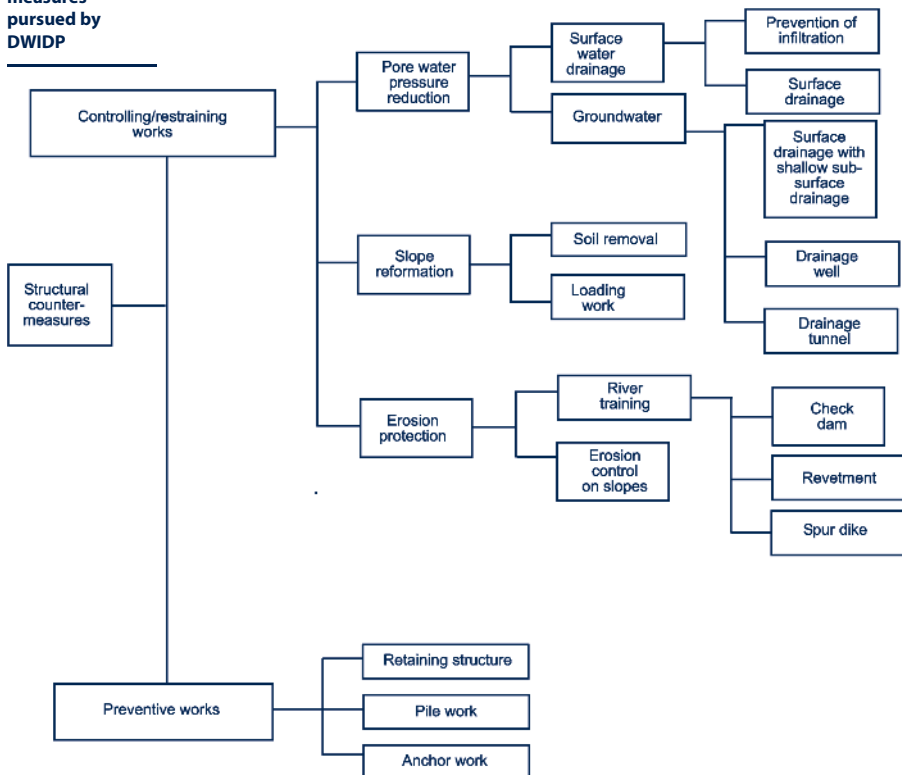 measures
pursued by
DWIDP
Controlling/restraining
works
Structural
counter-
measures
Pore water
pressure
reduction
Surface
water
drainage
Prevention of
infiltration
Surface
drainage
Groundwater
Surface
drainage with
shallow sub-
surface
drainage
Drainage
well
Drainage
tunnel
Slope
reformation
Soil removal
Loading
work
Erosion
protection
River
training
Check
dam
Revetment
Spur dike
Erosion
control
on slopes
Preventive works
Retaining structure
Pile work
Anchor work